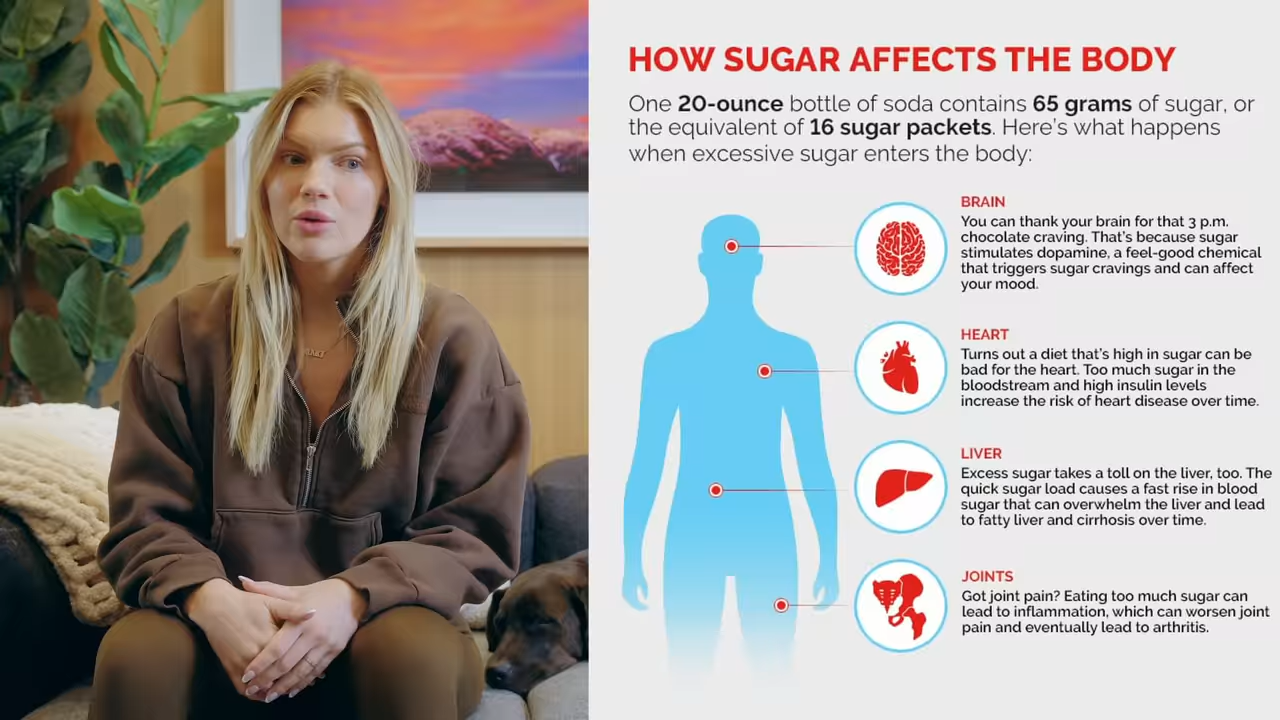 HOW SUGAR AFFECTS THE BODY
One 20-ounce bottle of soda contains 65 grams of sugar, or
the equivalent of 16 sugar packets. Here's what happens
when excessive sugar enters the body:
BRAIN
You can thank your brain for that 3 p.m.
chocolate craving. That's because sugar
stimulates dopamine, a feel-good chemical
that triggers sugar cravings and can affect
your mood.
HEART
Turns out a diet that's high in sugar can be
bad for the heart. Too much sugar in the
bloodstream and high insulin levels
increase the risk of heart disease over time.
LIVER
Excess sugar takes a toll on the liver, too. The
quick sugar load causes a fast rise in blood
sugar that can overwhelm the liver and lead
to fatty liver and cirrhosis over time.
JOINTS
Got joint pain? Eating too much sugar can
lead to inflammation, which can worsen joint
pain and eventually lead to arthritis.